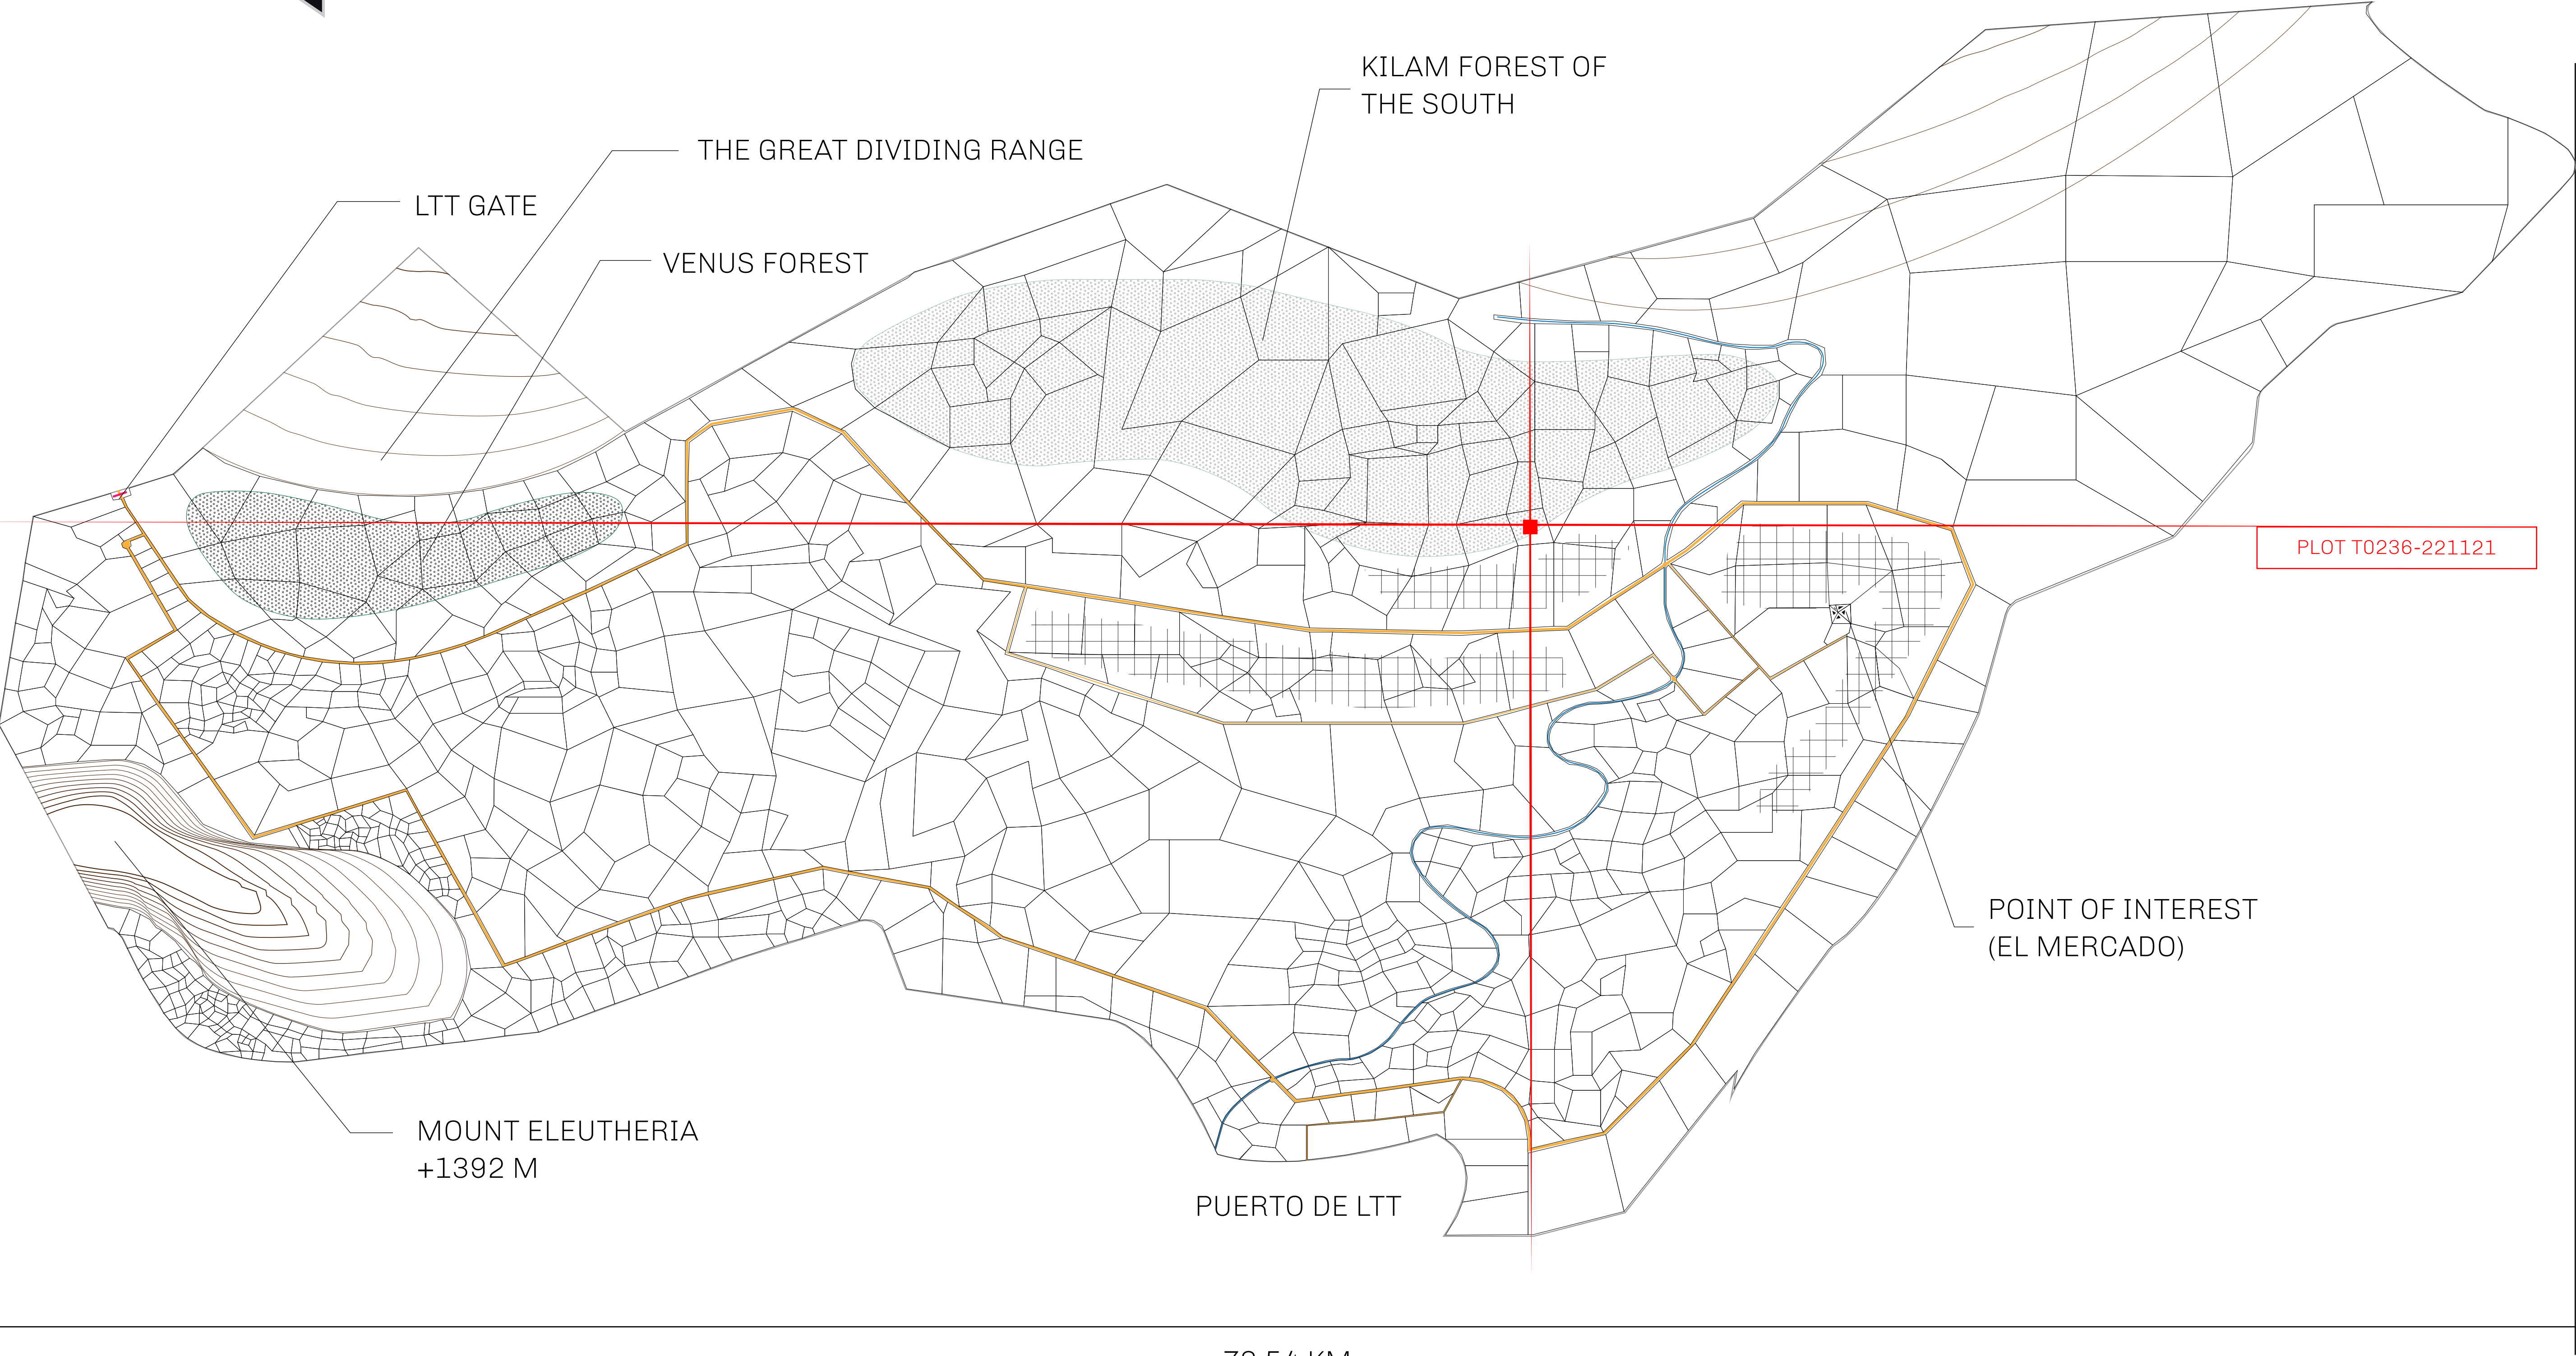 KILAM FOREST OF
THE SOUTH
THE GREAT DIVIDING RANGE
LTT GATE
VENUS FOREST
PLOT T0236-221121
POINT OF INTEREST
(EL MERCADO)
MOUNT ELEUTHERIA
+1392 M
PUERTO DE LTT